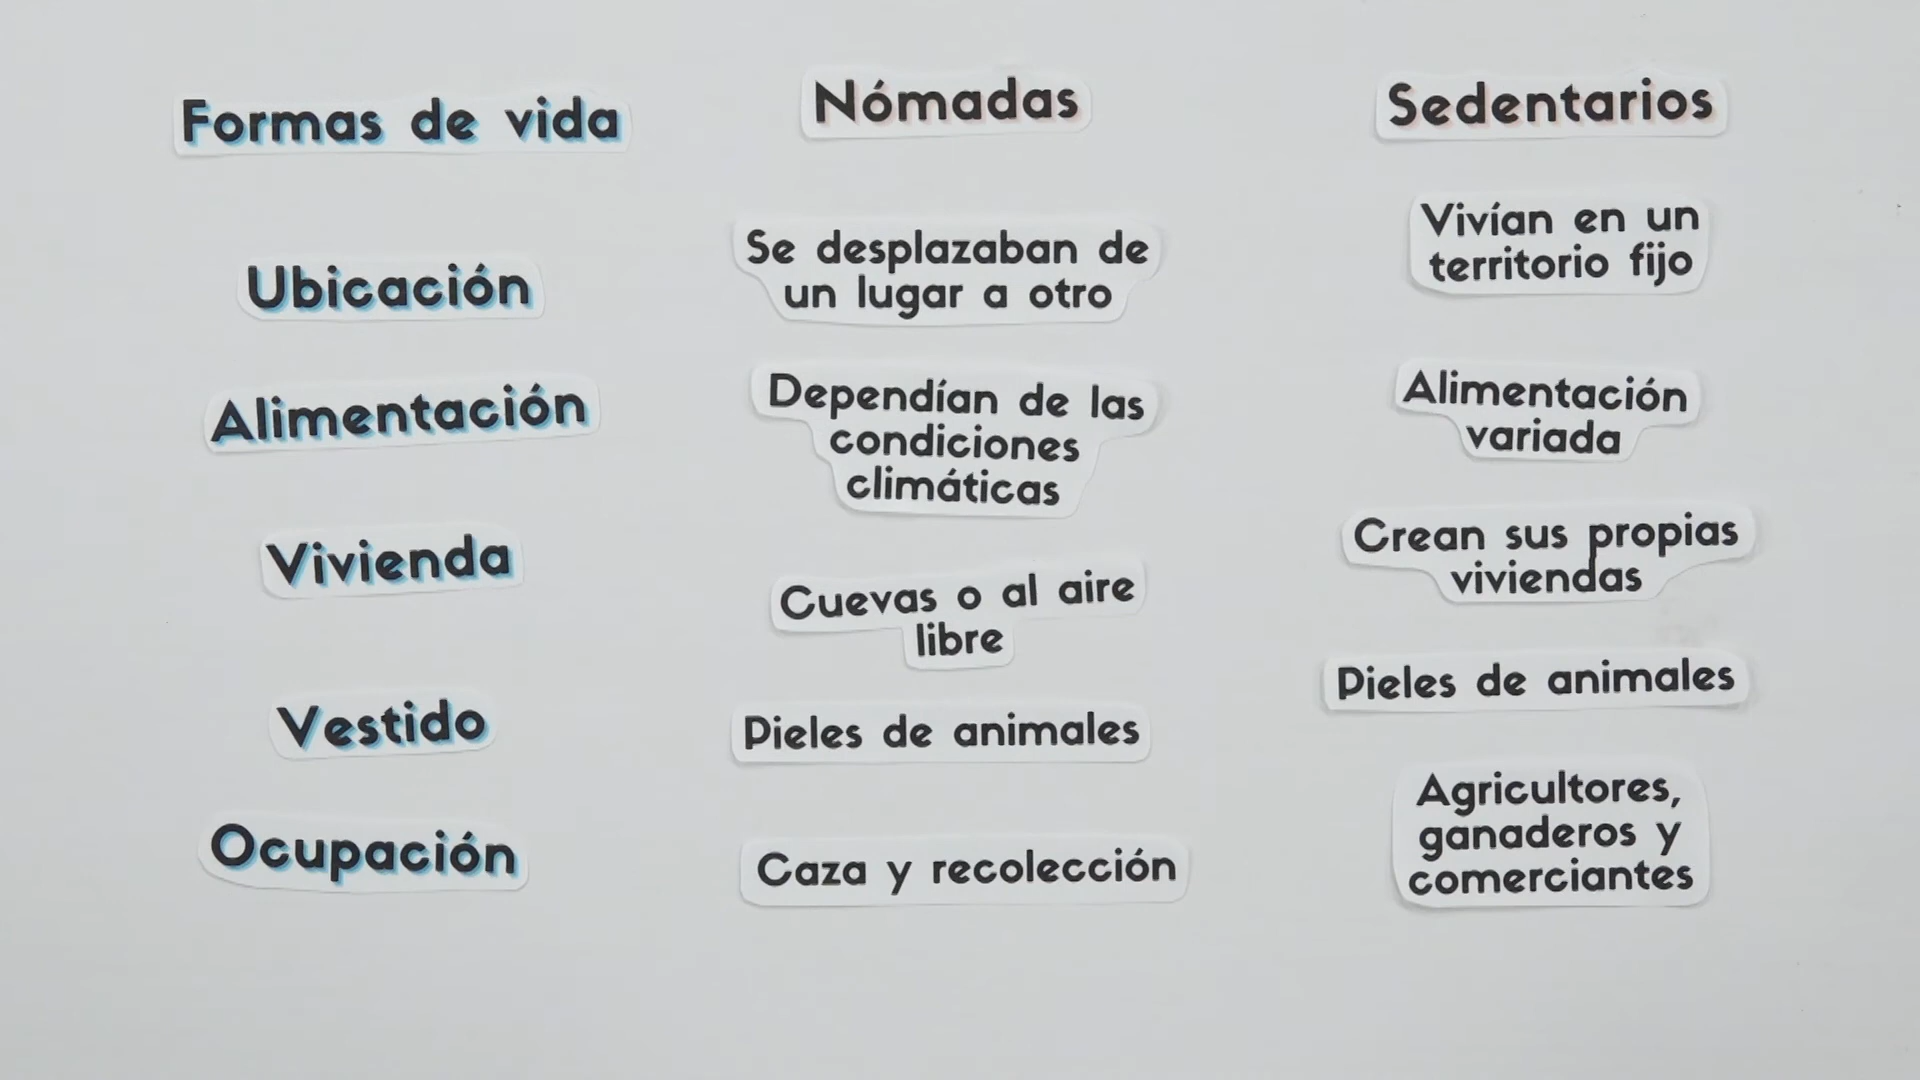 Formas de vida
Nómadas
Sedentarios
Ubicación
Se desplazaban de
un lugar a otro
Vivían en un
territorio fijo
Alimentación
Dependían de las
condiciones
climáticas
Alimentación
variada
Vivienda
Cuevas o al aire
libre
Crean sus propias
viviendas
Vestido
Pieles de animales
Pieles de animales
Ocupación
Caza y recolección
Agricultores,
ganaderos y
comerciantes